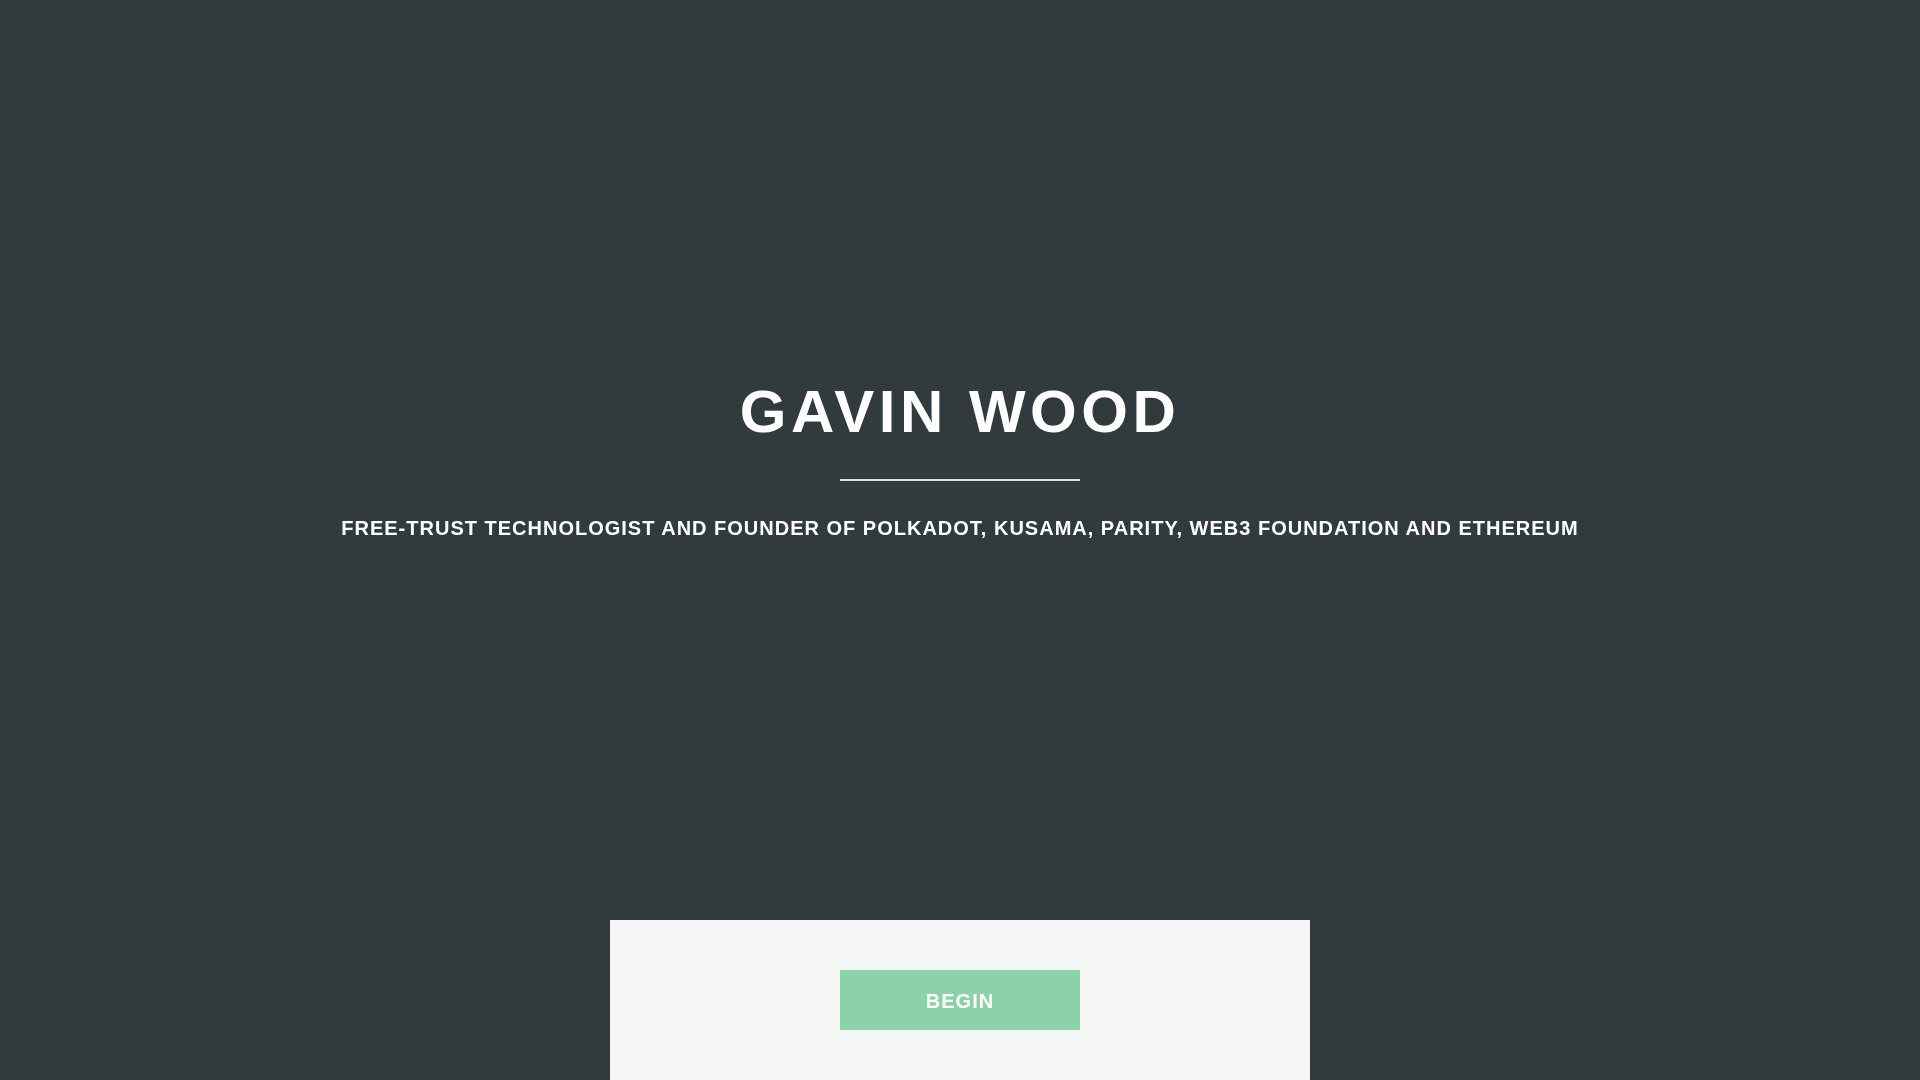 GAVIN WOOD
FREE-TRUST TECHNOLOGIST AND FOUNDER OF POLKADOT, KUSAMA, PARITY, WEB3 FOUNDATION AND ETHEREUM
BEGIN